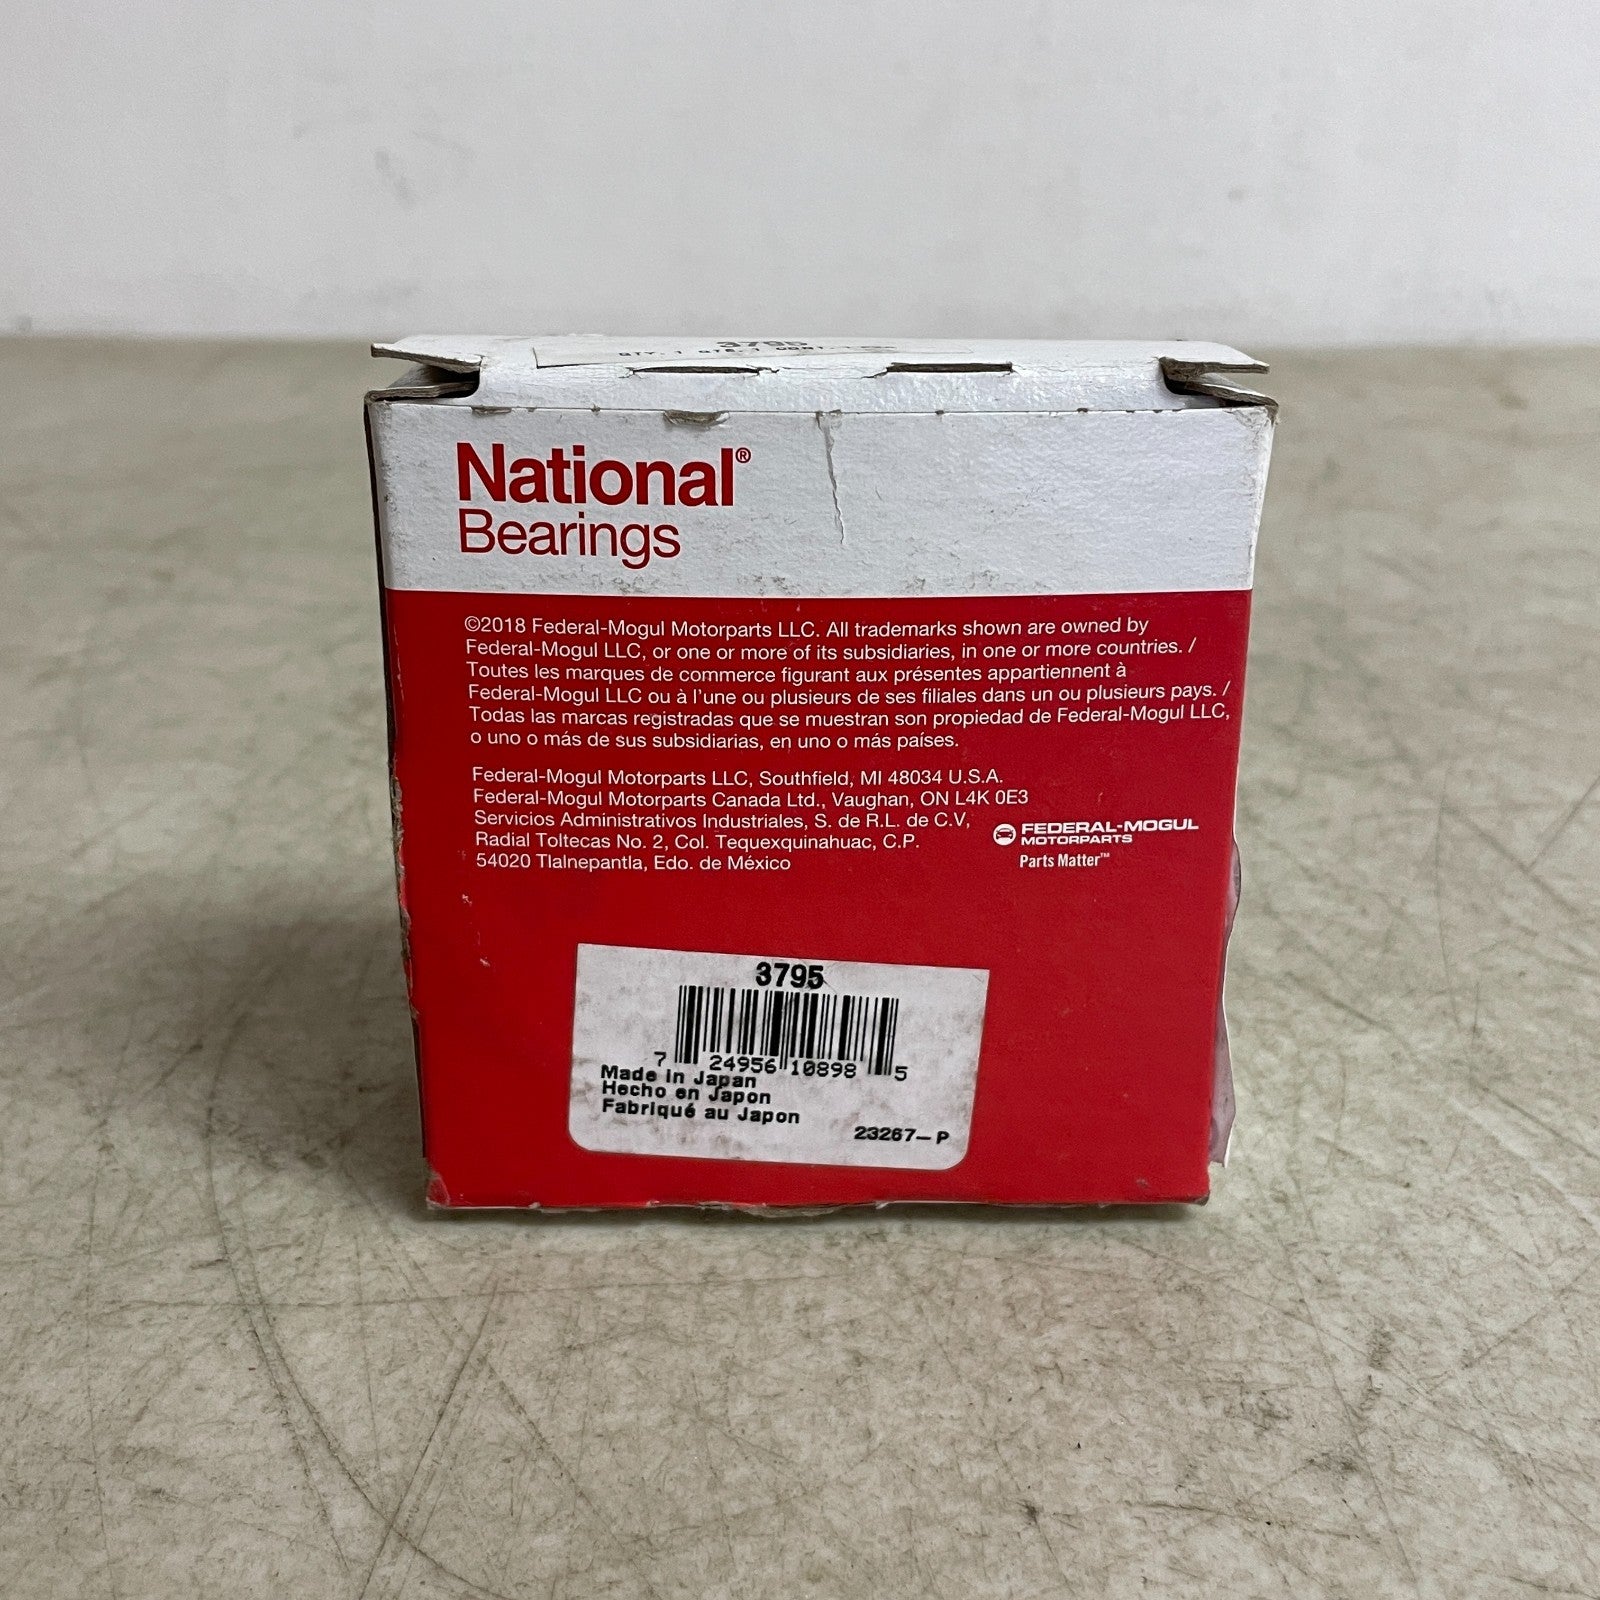 3795
QTY. 1
National®
Bearings
©2018 Federal-Mogul Motorparts LLC. All trademarks shown are owned by
Federal-Mogul LLC, or one or more of its subsidiaries, in one or more countries. /
Toutes les marques de commerce figurant aux présentes appartiennent à
Federal-Mogul LLC ou à l'une ou plusieurs de ses filiales dans un ou plusieurs pays. /
Todas las marcas registradas que se muestran son propiedad de Federal-Mogul LLC,
o uno o más de sus subsidiarias, en uno o más países.
Federal-Mogul Motorparts LLC, Southfield, MI 48034 U.S.A.
Federal-Mogul Motorparts Canada Ltd., Vaughan, ON L4K 0E3
Servicios Administrativos Industriales, S. de R.L. de C.V,
Radial Toltecas No. 2, Col. Tequexquinahuac, C.P.
54020 Tlalnepantla, Edo. de México
FEDERAL-MOGUL
MOTORPARTS
Parts Matter™
3795
7 24956 10898 5
Made in Japan
Hecho en Japon
Fabriqué au Japon
23267-P